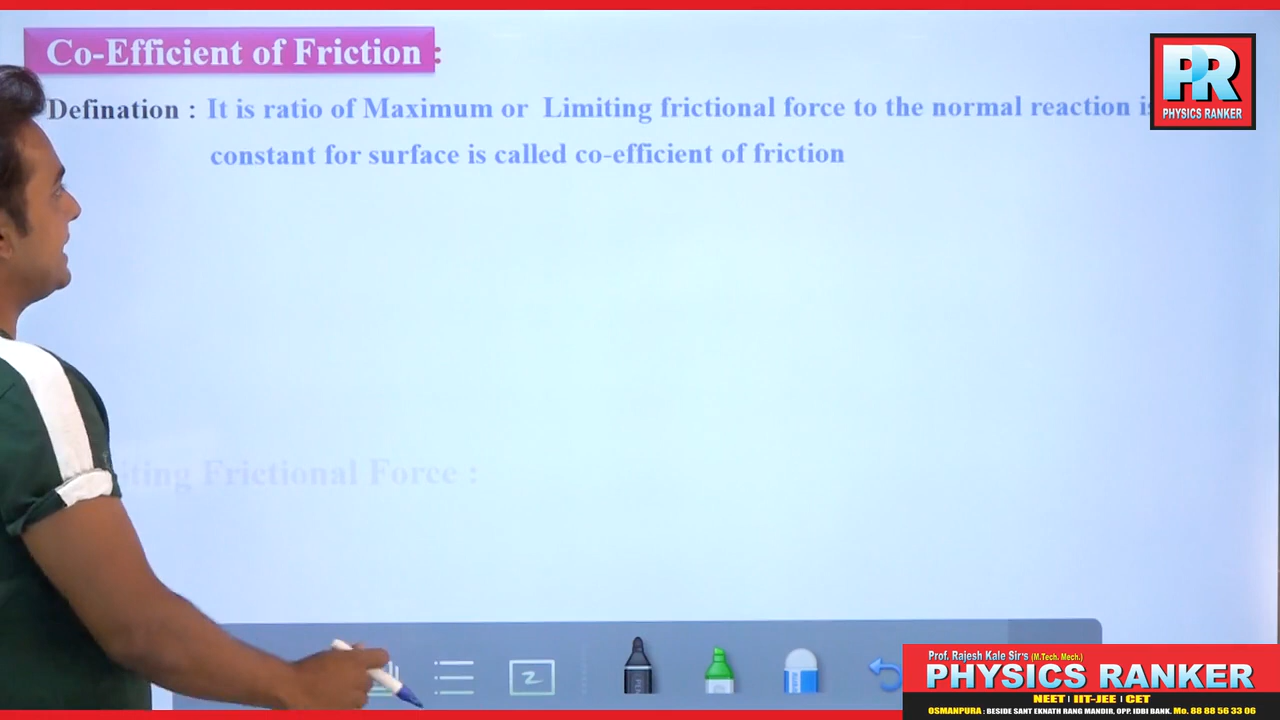 Co-Efficient of Friction :
Defination : It is ratio of Maximum or Limiting frictional force to the normal reaction is
constant for surface is called co-efficient of friction
PR
PHYSICS RANKER
Frictional Force :
Prof. Rajesh Kale Sir's (M.Tech. Mech.)
PHYSICS RANKER
NEET | IIT-JEE | CET
OSMANPURA : BESIDE SANT EKNATH RANG MANDIR, OPP. IDBI BANK. Mo. 88 88 56 33 06